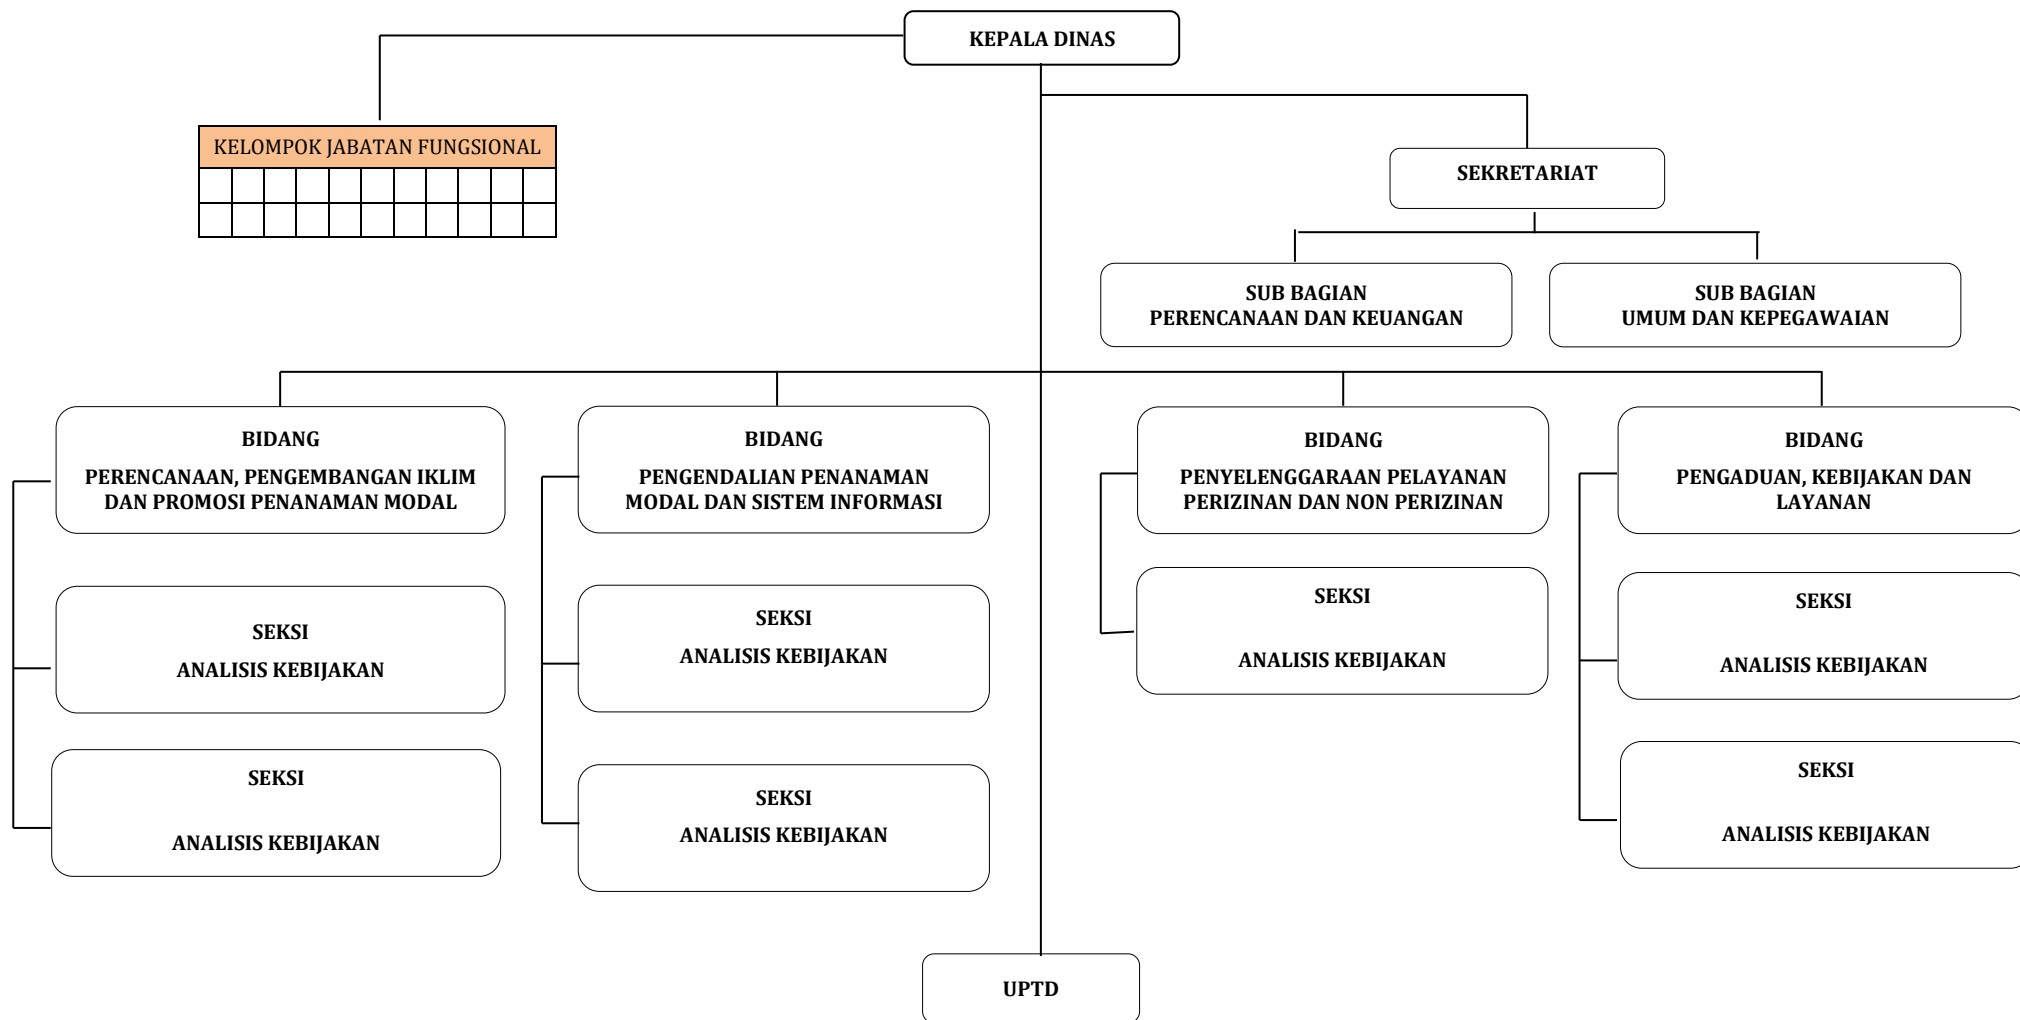 KEPALA DINAS
KELOMPOK JABATAN FUNGSIONAL
SEKRETARIAT
SUB BAGIAN
PERENCANAAN DAN KEUANGAN
SUB BAGIAN
UMUM DAN KEPEGAWAIAN
BIDANG
PERENCANAAN, PENGEMBANGAN IKLIM
DAN PROMOSI PENANAMAN MODAL
BIDANG
PENGENDALIAN PENANAMAN
MODAL DAN SISTEM INFORMASI
BIDANG
PENYELENGGARAAN PELAYANAN
PERIZINAN DAN NON PERIZINAN
BIDANG
PENGADUAN, KEBIJAKAN DAN
LAYANAN
SEKSI
ANALISIS KEBIJAKAN
SEKSI
ANALISIS KEBIJAKAN
SEKSI
ANALISIS KEBIJAKAN
SEKSI
ANALISIS KEBIJAKAN
SEKSI
ANALISIS KEBIJAKAN
SEKSI
ANALISIS KEBIJAKAN
SEKSI
ANALISIS KEBIJAKAN
UPTD